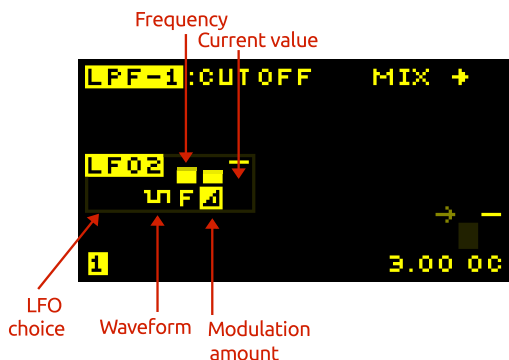 Frequency
Current value
LPF-1:CUTOFF MIX →
LFO2
F
→
1 3.00 OC
LFO
choice
Waveform
Modulation
amount